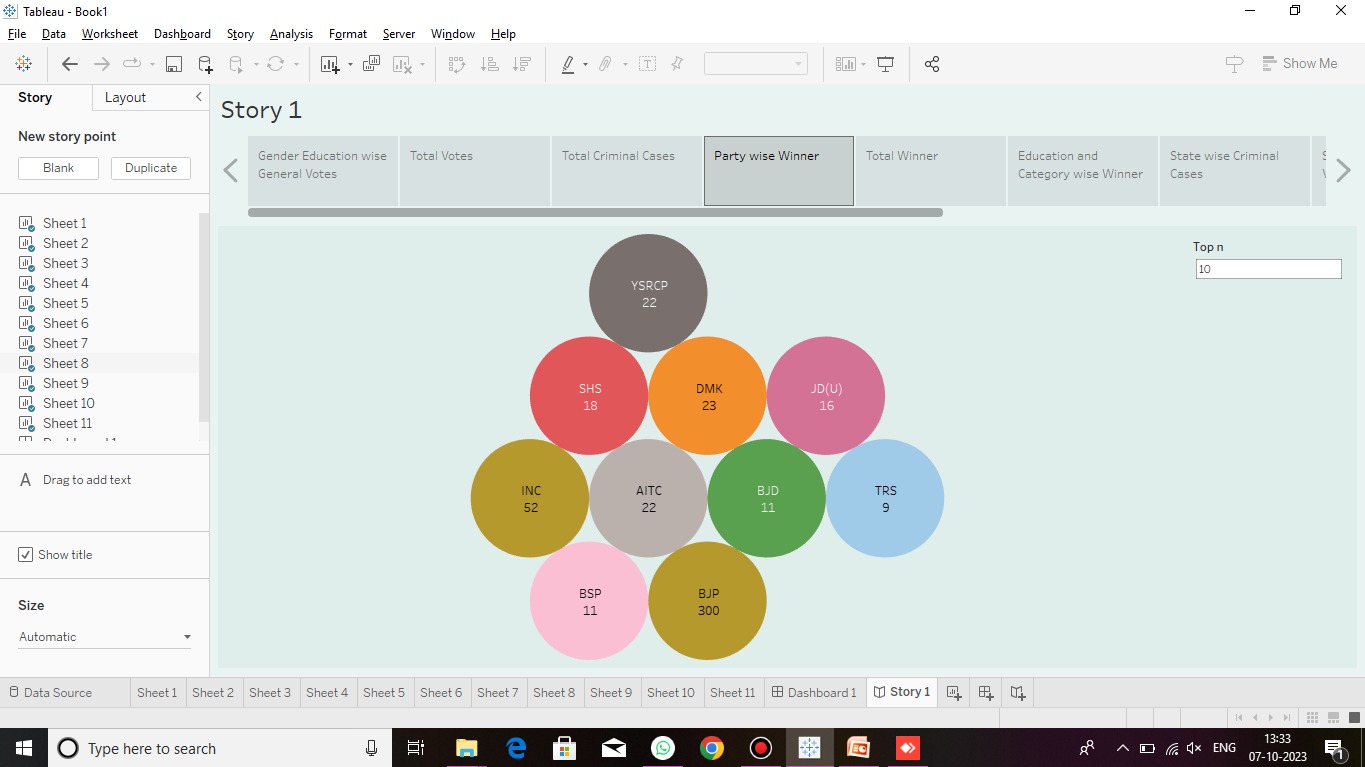 Tableau - Book1
File Data Worksheet Dashboard Story Analysis Format Server Window Help
Show Me
Story Layout
New story point
Blank Duplicate
Sheet 1
Sheet 2
Sheet 3
Sheet 4
Sheet 5
Sheet 6
Sheet 7
Sheet 8
Sheet 9
Sheet 10
Sheet 11
A Drag to add text
Show title
Size
Automatic
Story 1
Gender Education wise
General Votes
Total Votes
Total Criminal Cases
Party wise Winner
Total Winner
Education and
Category wise Winner
State wise Criminal
Cases
Top n
10
YSRCP
22
SHS
18
DMK
23
JD(U)
16
INC
52
AITC
22
BJD
11
TRS
9
BSP
11
BJP
300
Data Source Sheet 1 Sheet 2 Sheet 3 Sheet 4 Sheet 5 Sheet 6 Sheet 7 Sheet 8 Sheet 9 Sheet 10 Sheet 11 Dashboard 1 Story 1
Type here to search
ENG
13:33
07-10-2023
1